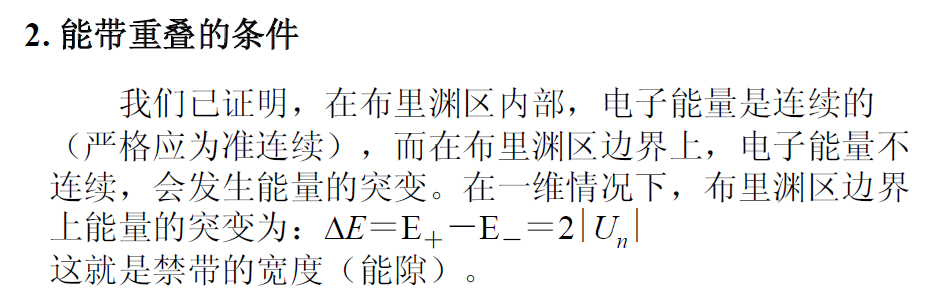 2. 能带重叠的条件
我们已证明，在布里渊区内部，电子能量是连续的
（严格应为准连续），而在布里渊区边界上，电子能量不
连续，会发生能量的突变。在一维情况下，布里渊区边界
上能量的突变为：ΔE＝E₊－E₋＝2|Uₙ|
这就是禁带的宽度（能隙）。